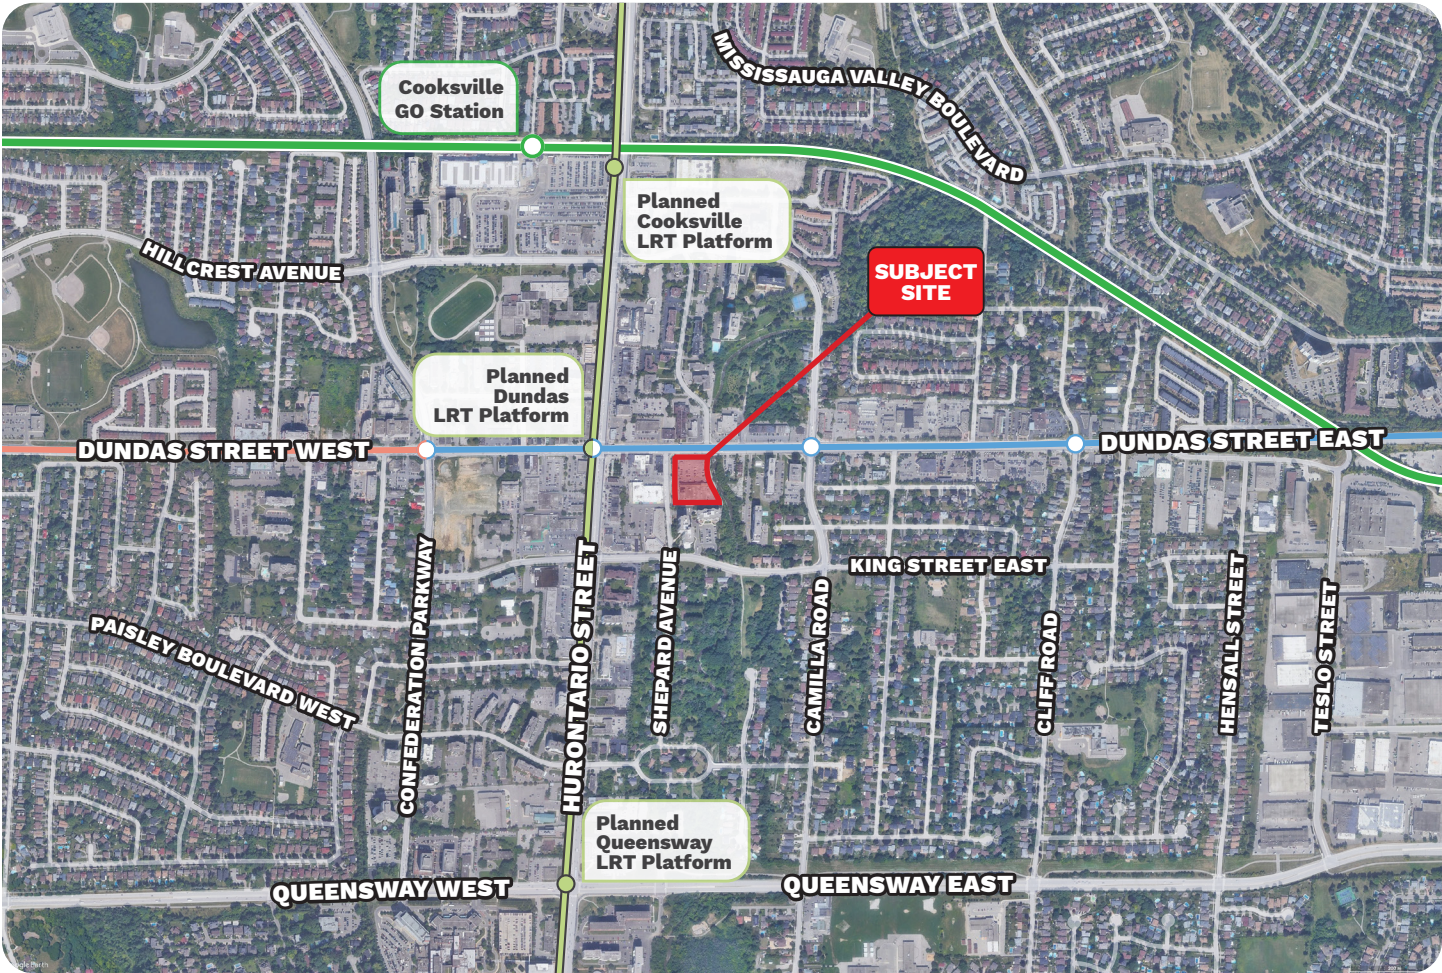 MISSISSAUGA VALLEY BOULEVARD
Cooksville
GO Station
Planned
Cooksville
LRT Platform
HILLCREST AVENUE
SUBJECT
SITE
Planned
Dundas
LRT Platform
DUNDAS STREET WEST
DUNDAS STREET EAST
KING STREET EAST
CONFEDERATION PARKWAY
HURONTARIO STREET
SHEPARD AVENUE
CAMILLA ROAD
CLIFF ROAD
HENSALL STREET
TESLO STREET
PAISLEY BOULEVARD WEST
Planned
Queensway
LRT Platform
QUEENSWAY WEST
QUEENSWAY EAST